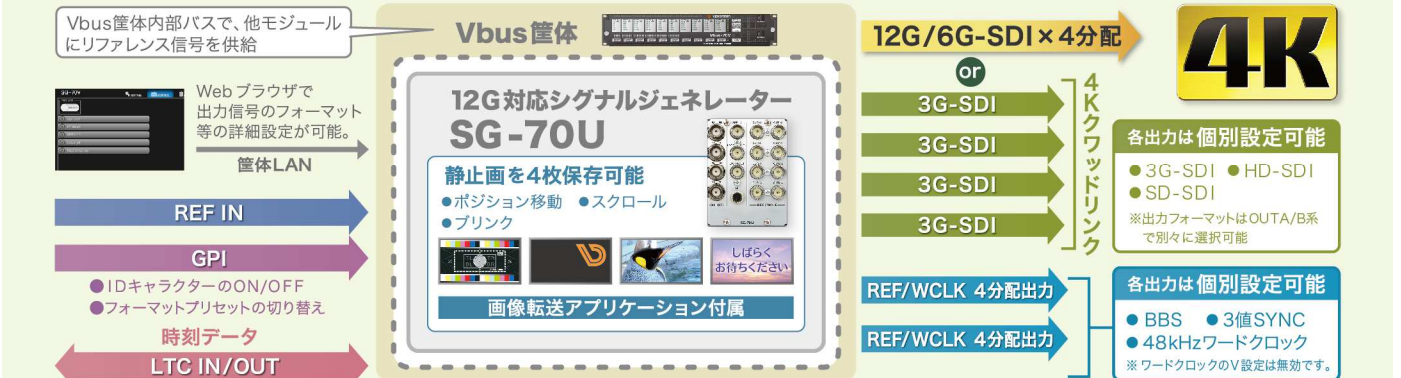 Vbus筐体内部バスで、他モジュール
にリファレンス信号を供給
Vbus筐体
12G/6G-SDI×4分配
4K
or
SG-70U
Webブラウザで
出力信号のフォーマット
等の詳細設定が可能。
筐体LAN
12G対応シグナルジェネレーター
SG-70U
静止画を4枚保存可能
●ポジション移動 ●スクロール
●ブリンク
しばらく
お待ちください
画像転送アプリケーション付属
REF IN
GPI
●IDキャラクターのON/OFF
●フォーマットプリセットの切り替え
時刻データ
LTC IN/OUT
3G-SDI
3G-SDI
3G-SDI
3G-SDI
4Kクワッドリンク
各出力は個別設定可能
●3G-SDI ●HD-SDI
●SD-SDI
※出力フォーマットはOUTA/B系
で別々に選択可能
REF/WCLK 4分配出力
REF/WCLK 4分配出力
各出力は個別設定可能
●BBS ●3値SYNC
●48kHzワードクロック
※ワードクロックのV設定は無効です。